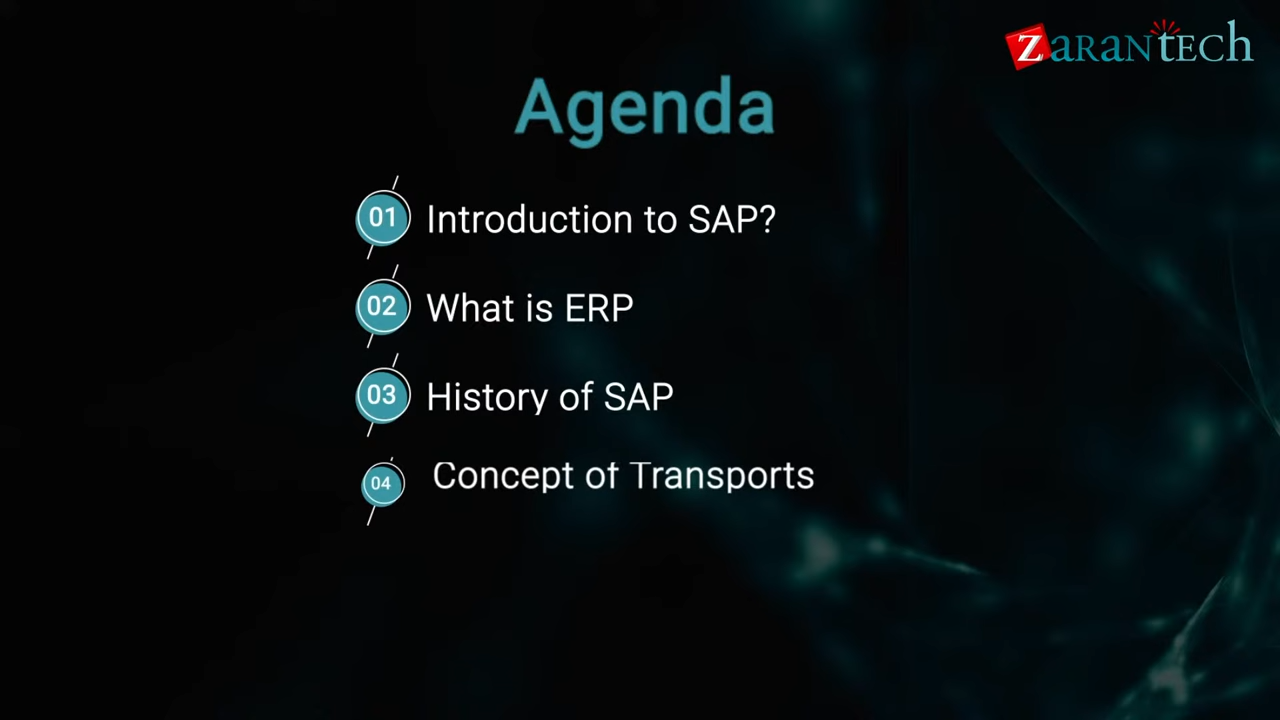 ZARANTECH
Agenda
01 Introduction to SAP?
02 What is ERP
03 History of SAP
04 Concept of Transports